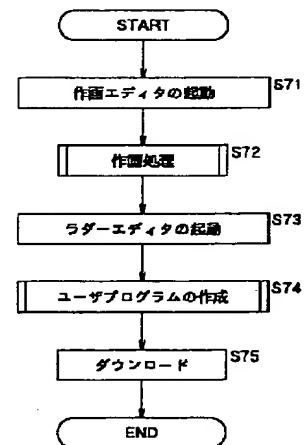 START
作画エディタの起動 S71
作画処理 S72
ラダーエディタの起動 S73
ユーザプログラムの作成 S74
ダウンロード S75
END